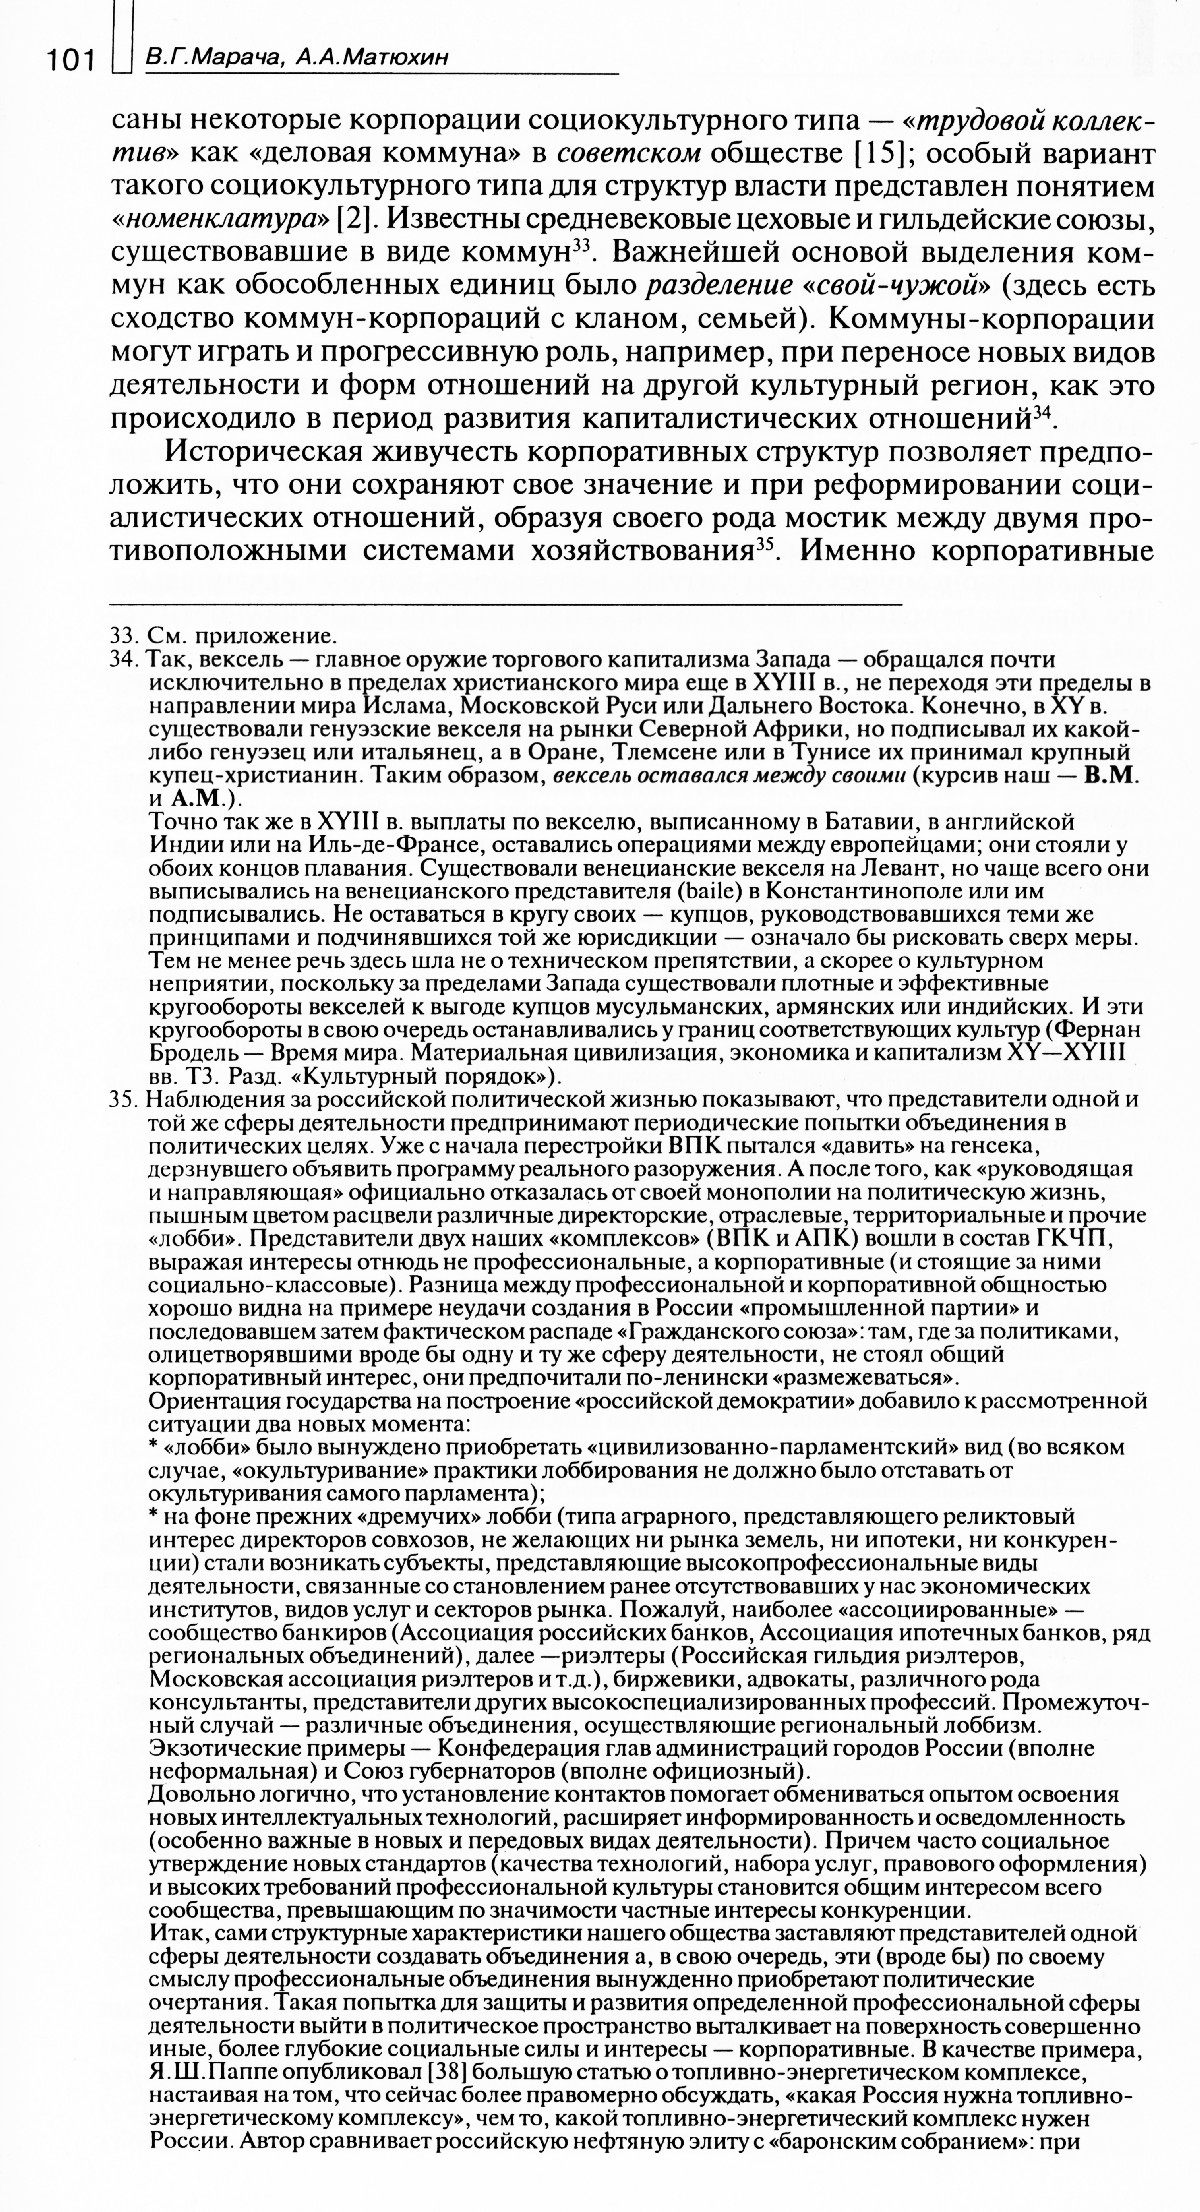 101
В.Г.Марача, А.А.Матюхин
саны некоторые корпорации социокультурного типа — «трудовой коллек-
тив» как «деловая коммуна» в советском обществе [15]; особый вариант
такого социокультурного типа для структур власти представлен понятием
«номенклатура» [2]. Известны средневековые цеховые и гильдейские союзы,
существовавшие в виде коммун³³. Важнейшей основой выделения ком-
мун как обособленных единиц было разделение «свой-чужой» (здесь есть
сходство коммун-корпораций с кланом, семьей). Коммуны-корпорации
могут играть и прогрессивную роль, например, при переносе новых видов
деятельности и форм отношений на другой культурный регион, как это
происходило в период развития капиталистических отношений³⁴.
Историческая живучесть корпоративных структур позволяет предпо-
ложить, что они сохраняют свое значение и при реформировании соци-
алистических отношений, образуя своего рода мостик между двумя про-
тивоположными системами хозяйствования³⁵. Именно корпоративные
33. См. приложение.
34. Так, вексель — главное оружие торгового капитализма Запада — обращался почти
исключительно в пределах христианского мира еще в XYIII в., не переходя эти пределы в
направлении мира Ислама, Московской Руси или Дальнего Востока. Конечно, в XY в.
существовали генуэзские векселя на рынки Северной Африки, но подписывал их какой-
либо генуэзец или итальянец, а в Оране, Тлемсене или в Тунисе их принимал крупный
купец-христианин. Таким образом, вексель оставался между своими (курсив наш — В.М.
и А.М.).
Точно так же в XYIII в. выплаты по векселю, выписанному в Батавии, в английской
Индии или на Иль-де-Франсе, оставались операциями между европейцами; они стояли у
обоих концов плавания. Существовали венецианские векселя на Левант, но чаще всего они
выписывались на венецианского представителя (baile) в Константинополе или им
подписывались. Не оставаться в кругу своих — купцов, руководствовавшихся теми же
принципами и подчинявшихся той же юрисдикции — означало бы рисковать сверх меры.
Тем не менее речь здесь шла не о техническом препятствии, а скорее о культурном
неприятии, поскольку за пределами Запада существовали плотные и эффективные
кругообороты векселей к выгоде купцов мусульманских, армянских или индийских. И эти
кругообороты в свою очередь останавливались у границ соответствующих культур (Фернан
Бродель — Время мира. Материальная цивилизация, экономика и капитализм XY—XYIII
вв. Т3. Разд. «Культурный порядок»).
35. Наблюдения за российской политической жизнью показывают, что представители одной и
той же сферы деятельности предпринимают периодические попытки объединения в
политических целях. Уже с начала перестройки ВПК пытался «давить» на генсека,
дерзнувшего объявить программу реального разоружения. А после того, как «руководящая
и направляющая» официально отказалась от своей монополии на политическую жизнь,
пышным цветом расцвели различные директорские, отраслевые, территориальные и прочие
«лобби». Представители двух наших «комплексов» (ВПК и АПК) вошли в состав ГКЧП,
выражая интересы отнюдь не профессиональные, а корпоративные (и стоящие за ними
социально-классовые). Разница между профессиональной и корпоративной общностью
хорошо видна на примере неудачи создания в России «промышленной партии» и
последовавшем затем фактическом распаде «Гражданского союза»: там, где за политиками,
олицетворявшими вроде бы одну и ту же сферу деятельности, не стоял общий
корпоративный интерес, они предпочитали по-ленински «размежеваться».
Ориентация государства на построение «российской демократии» добавило к рассмотренной
ситуации два новых момента:
* «лобби» было вынуждено приобретать «цивилизованно-парламентский» вид (во всяком
случае, «окультуривание» практики лоббирования не должно было отставать от
окультуривания самого парламента);
* на фоне прежних «дремучих» лобби (типа аграрного, представляющего реликтовый
интерес директоров совхозов, не желающих ни рынка земель, ни ипотеки, ни конкурен-
ции) стали возникать субъекты, представляющие высокопрофессиональные виды
деятельности, связанные со становлением ранее отсутствовавших у нас экономических
институтов, видов услуг и секторов рынка. Пожалуй, наиболее «ассоциированные» —
сообщество банкиров (Ассоциация российских банков, Ассоциация ипотечных банков, ряд
региональных объединений), далее —риэлтеры (Российская гильдия риэлтеров,
Московская ассоциация риэлтеров и т.д.), биржевики, адвокаты, различного рода
консультанты, представители других высокоспециализированных профессий. Промежуточ-
ный случай — различные объединения, осуществляющие региональный лоббизм.
Экзотические примеры — Конфедерация глав администраций городов России (вполне
неформальная) и Союз губернаторов (вполне официозный).
Довольно логично, что установление контактов помогает обмениваться опытом освоения
новых интеллектуальных технологий, расширяет информированность и осведомленность
(особенно важные в новых и передовых видах деятельности). Причем часто социальное
утверждение новых стандартов (качества технологий, набора услуг, правового оформления)
и высоких требований профессиональной культуры становится общим интересом всего
сообщества, превышающим по значимости частные интересы конкуренции.
Итак, сами структурные характеристики нашего общества заставляют представителей одной
сферы деятельности создавать объединения а, в свою очередь, эти (вроде бы) по своему
смыслу профессиональные объединения вынужденно приобретают политические
очертания. Такая попытка для защиты и развития определенной профессиональной сферы
деятельности выйти в политическое пространство выталкивает на поверхность совершенно
иные, более глубокие социальные силы и интересы — корпоративные. В качестве примера,
Я.Ш.Паппе опубликовал [38] большую статью о топливно-энергетическом комплексе,
настаивая на том, что сейчас более правомерно обсуждать, «какая Россия нужна топливно-
энергетическому комплексу», чем то, какой топливно-энергетический комплекс нужен
России. Автор сравнивает российскую нефтяную элиту с «баронским собранием»: при